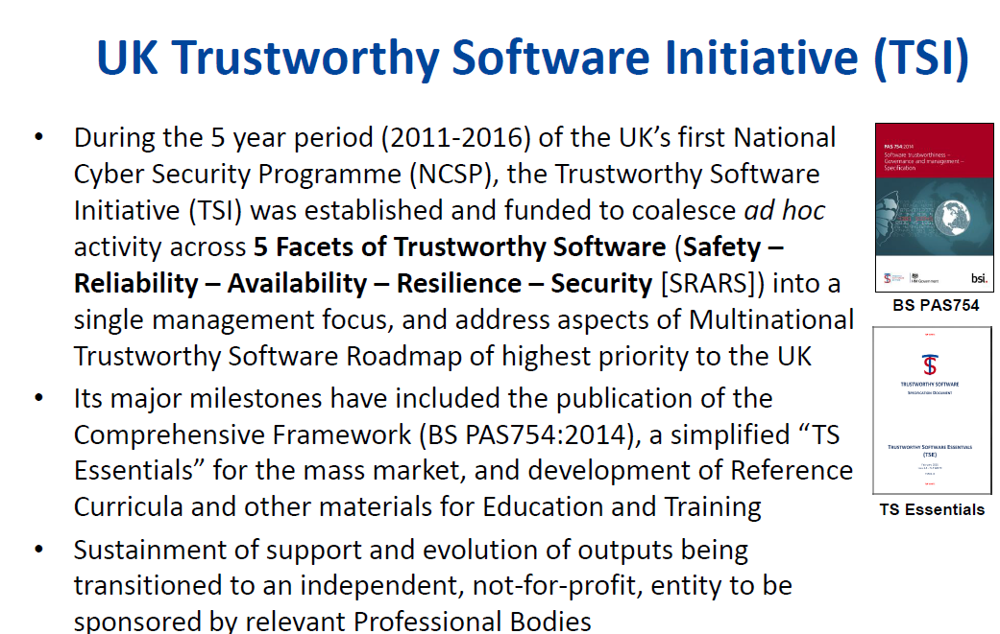 UK Trustworthy Software Initiative (TSI)
• During the 5 year period (2011-2016) of the UK's first National
Cyber Security Programme (NCSP), the Trustworthy Software
Initiative (TSI) was established and funded to coalesce ad hoc
activity across 5 Facets of Trustworthy Software (Safety –
Reliability – Availability – Resilience – Security [SRARS]) into a
single management focus, and address aspects of Multinational
Trustworthy Software Roadmap of highest priority to the UK
• Its major milestones have included the publication of the
Comprehensive Framework (BS PAS754:2014), a simplified “TS
Essentials” for the mass market, and development of Reference
Curricula and other materials for Education and Training
• Sustainment of support and evolution of outputs being
transitioned to an independent, not-for-profit, entity to be
sponsored by relevant Professional Bodies
PAS 754:2014
Software trustworthiness –
Governance and management –
Specification
HM Government
bsi.
BS PAS754
TS
TRUSTWORTHY SOFTWARE
SPECIFICATION DOCUMENT
TRUSTWORTHY SOFTWARE ESSENTIALS
(TSE)
TS Essentials